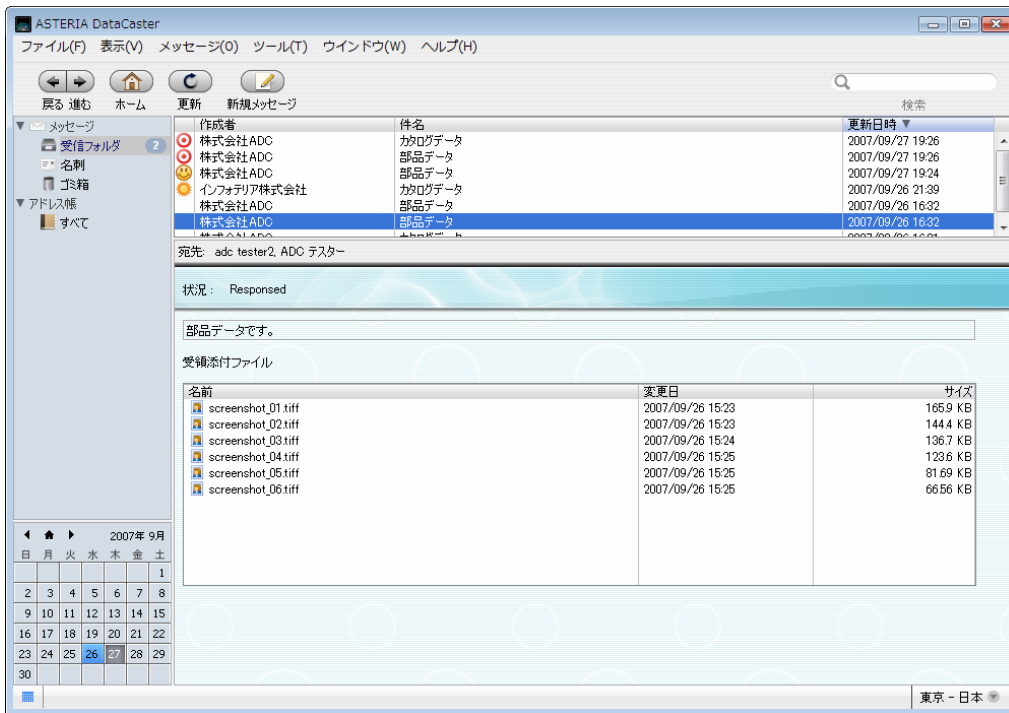 ASTERIA DataCaster
ファイル(F) 表示(V) メッセージ(O) ツール(T) ウインドウ(W) ヘルプ(H)
戻る 進む ホーム 更新 新規メッセージ 検索
メッセージ
受信フォルダ 2
名刺
ゴミ箱
アドレス帳
すべて
作成者 件名 更新日時 ▼
株式会社ADC カタログデータ 2007/09/27 19:26
株式会社ADC 部品データ 2007/09/27 19:26
株式会社ADC 部品データ 2007/09/27 19:24
インフォテリア株式会社 カタログデータ 2007/09/26 21:39
株式会社ADC 部品データ 2007/09/26 16:32
株式会社ADC 部品データ 2007/09/26 16:32
宛先: adc tester2, ADC テスター
状況: Responsed
部品データです。
受領添付ファイル
名前 変更日 サイズ
screenshot_01.tiff 2007/09/26 15:23 165.9 KB
screenshot_02.tiff 2007/09/26 15:23 144.4 KB
screenshot_03.tiff 2007/09/26 15:24 136.7 KB
screenshot_04.tiff 2007/09/26 15:25 123.6 KB
screenshot_05.tiff 2007/09/26 15:25 81.69 KB
screenshot_06.tiff 2007/09/26 15:25 66.56 KB
2007年 9月
日 月 火 水 木 金 土
1
2 3 4 5 6 7 8
9 10 11 12 13 14 15
16 17 18 19 20 21 22
23 24 25 26 27 28 29
30
東京 - 日本